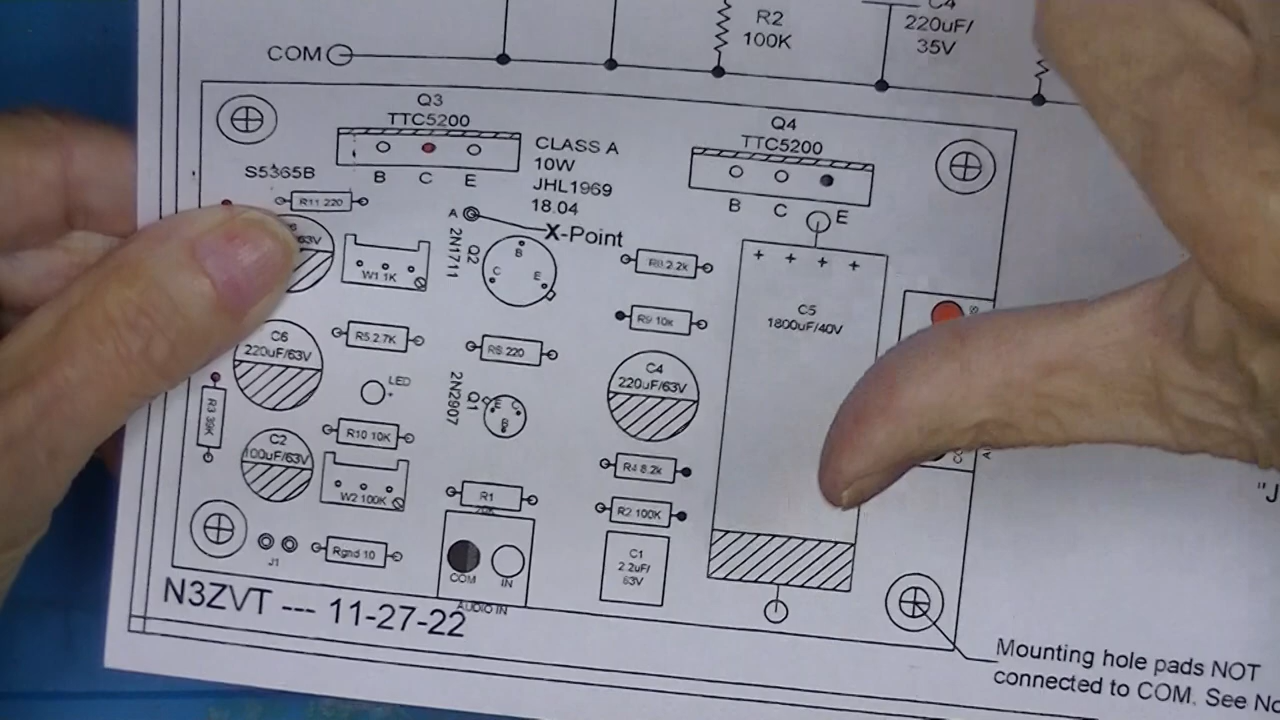 R2
100K
C4
220uF/
35V
COM
Q3
TTC5200
B C E
CLASS A
10W
JHL1969
18.04
Q4
TTC5200
B C E
S5365B
R11 220
A
X-Point
2N1711
Q2
B
C
E
63V
W1 1K
R8 2.2k
+ + + +
C5
1800uF/40V
R9 10k
C6
220uF/63V
R5 2.7K
R6 220
LED
+
C4
220uF/63V
2N2907
Q1
E C
B
R3 39K
R10 10K
C2
100uF/63V
W2 100K
R4 8.2k
R1
R2 100K
J1
Rgnd 10
COM
IN
AUDIO IN
C1
2.2uF/
63V
N3ZVT --- 11-27-22
Mounting hole pads NOT
connected to COM. See